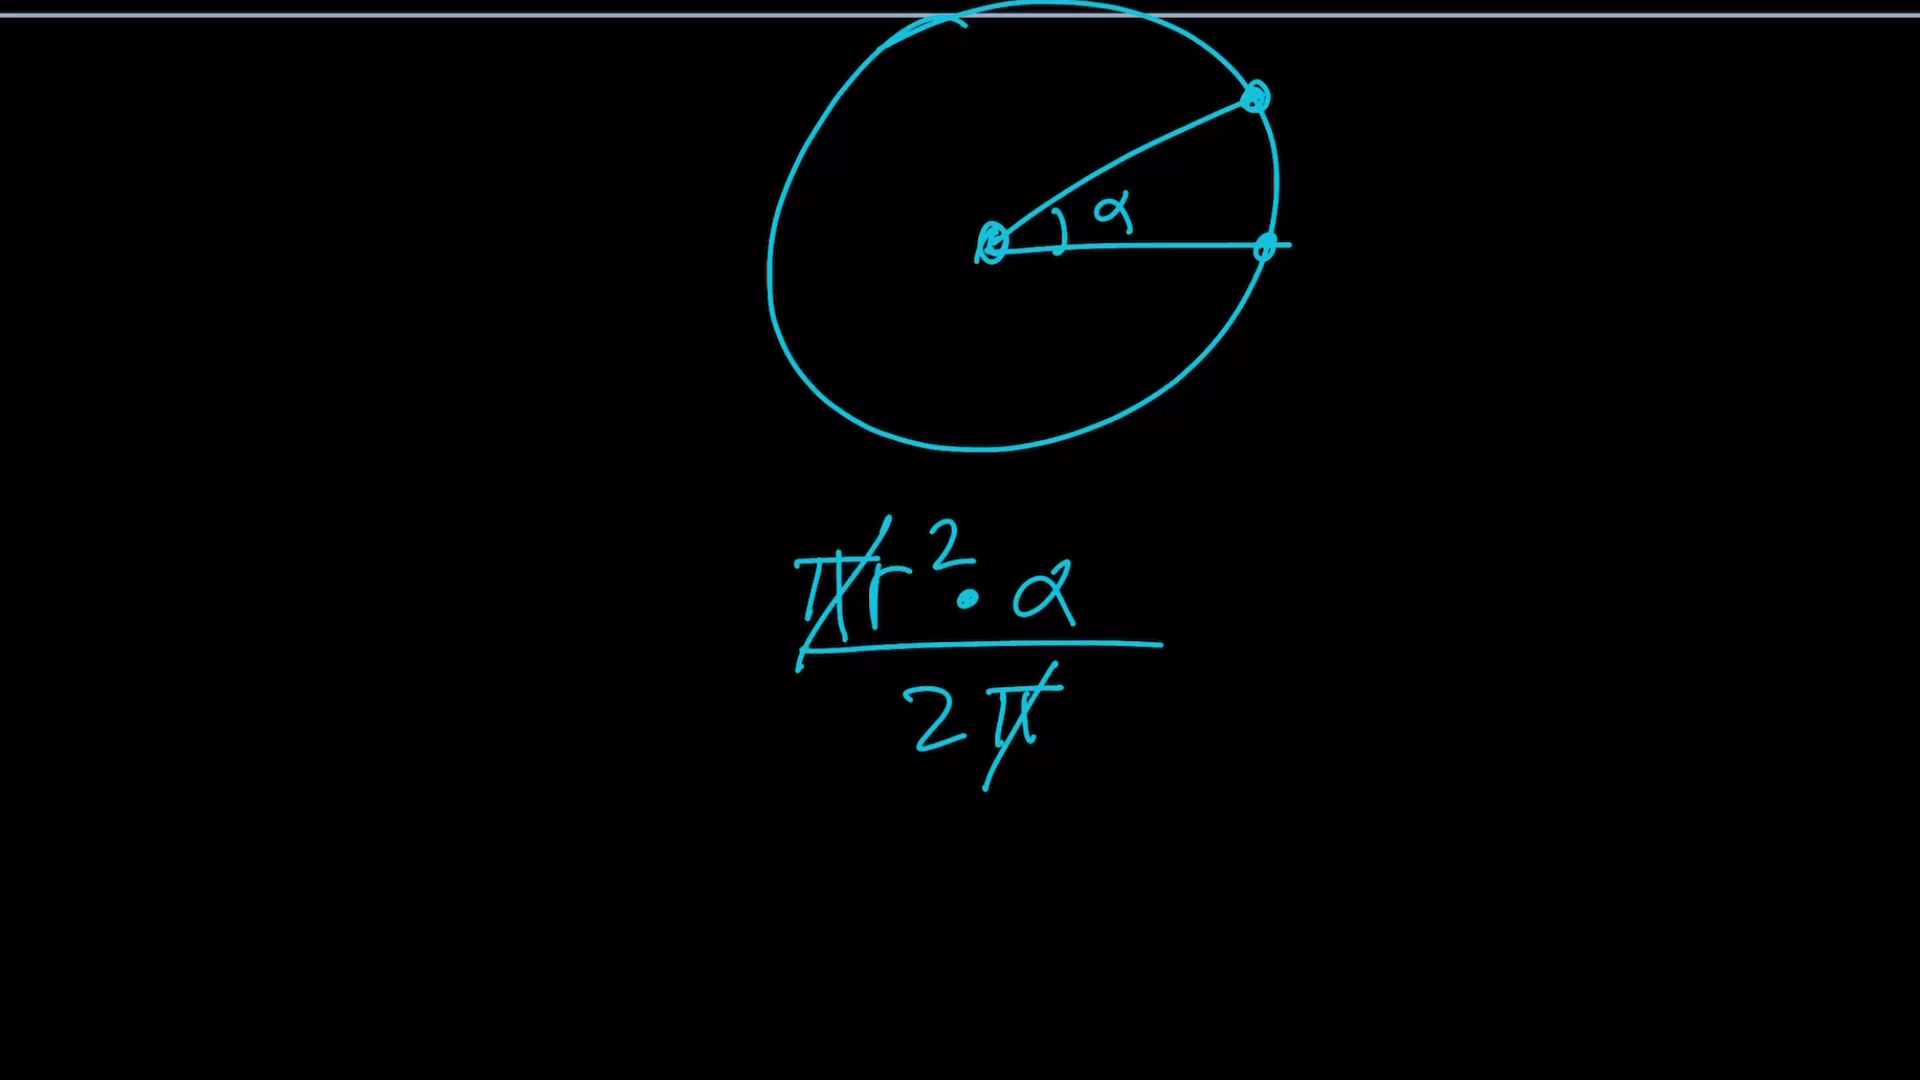 α
πr² • α
2π